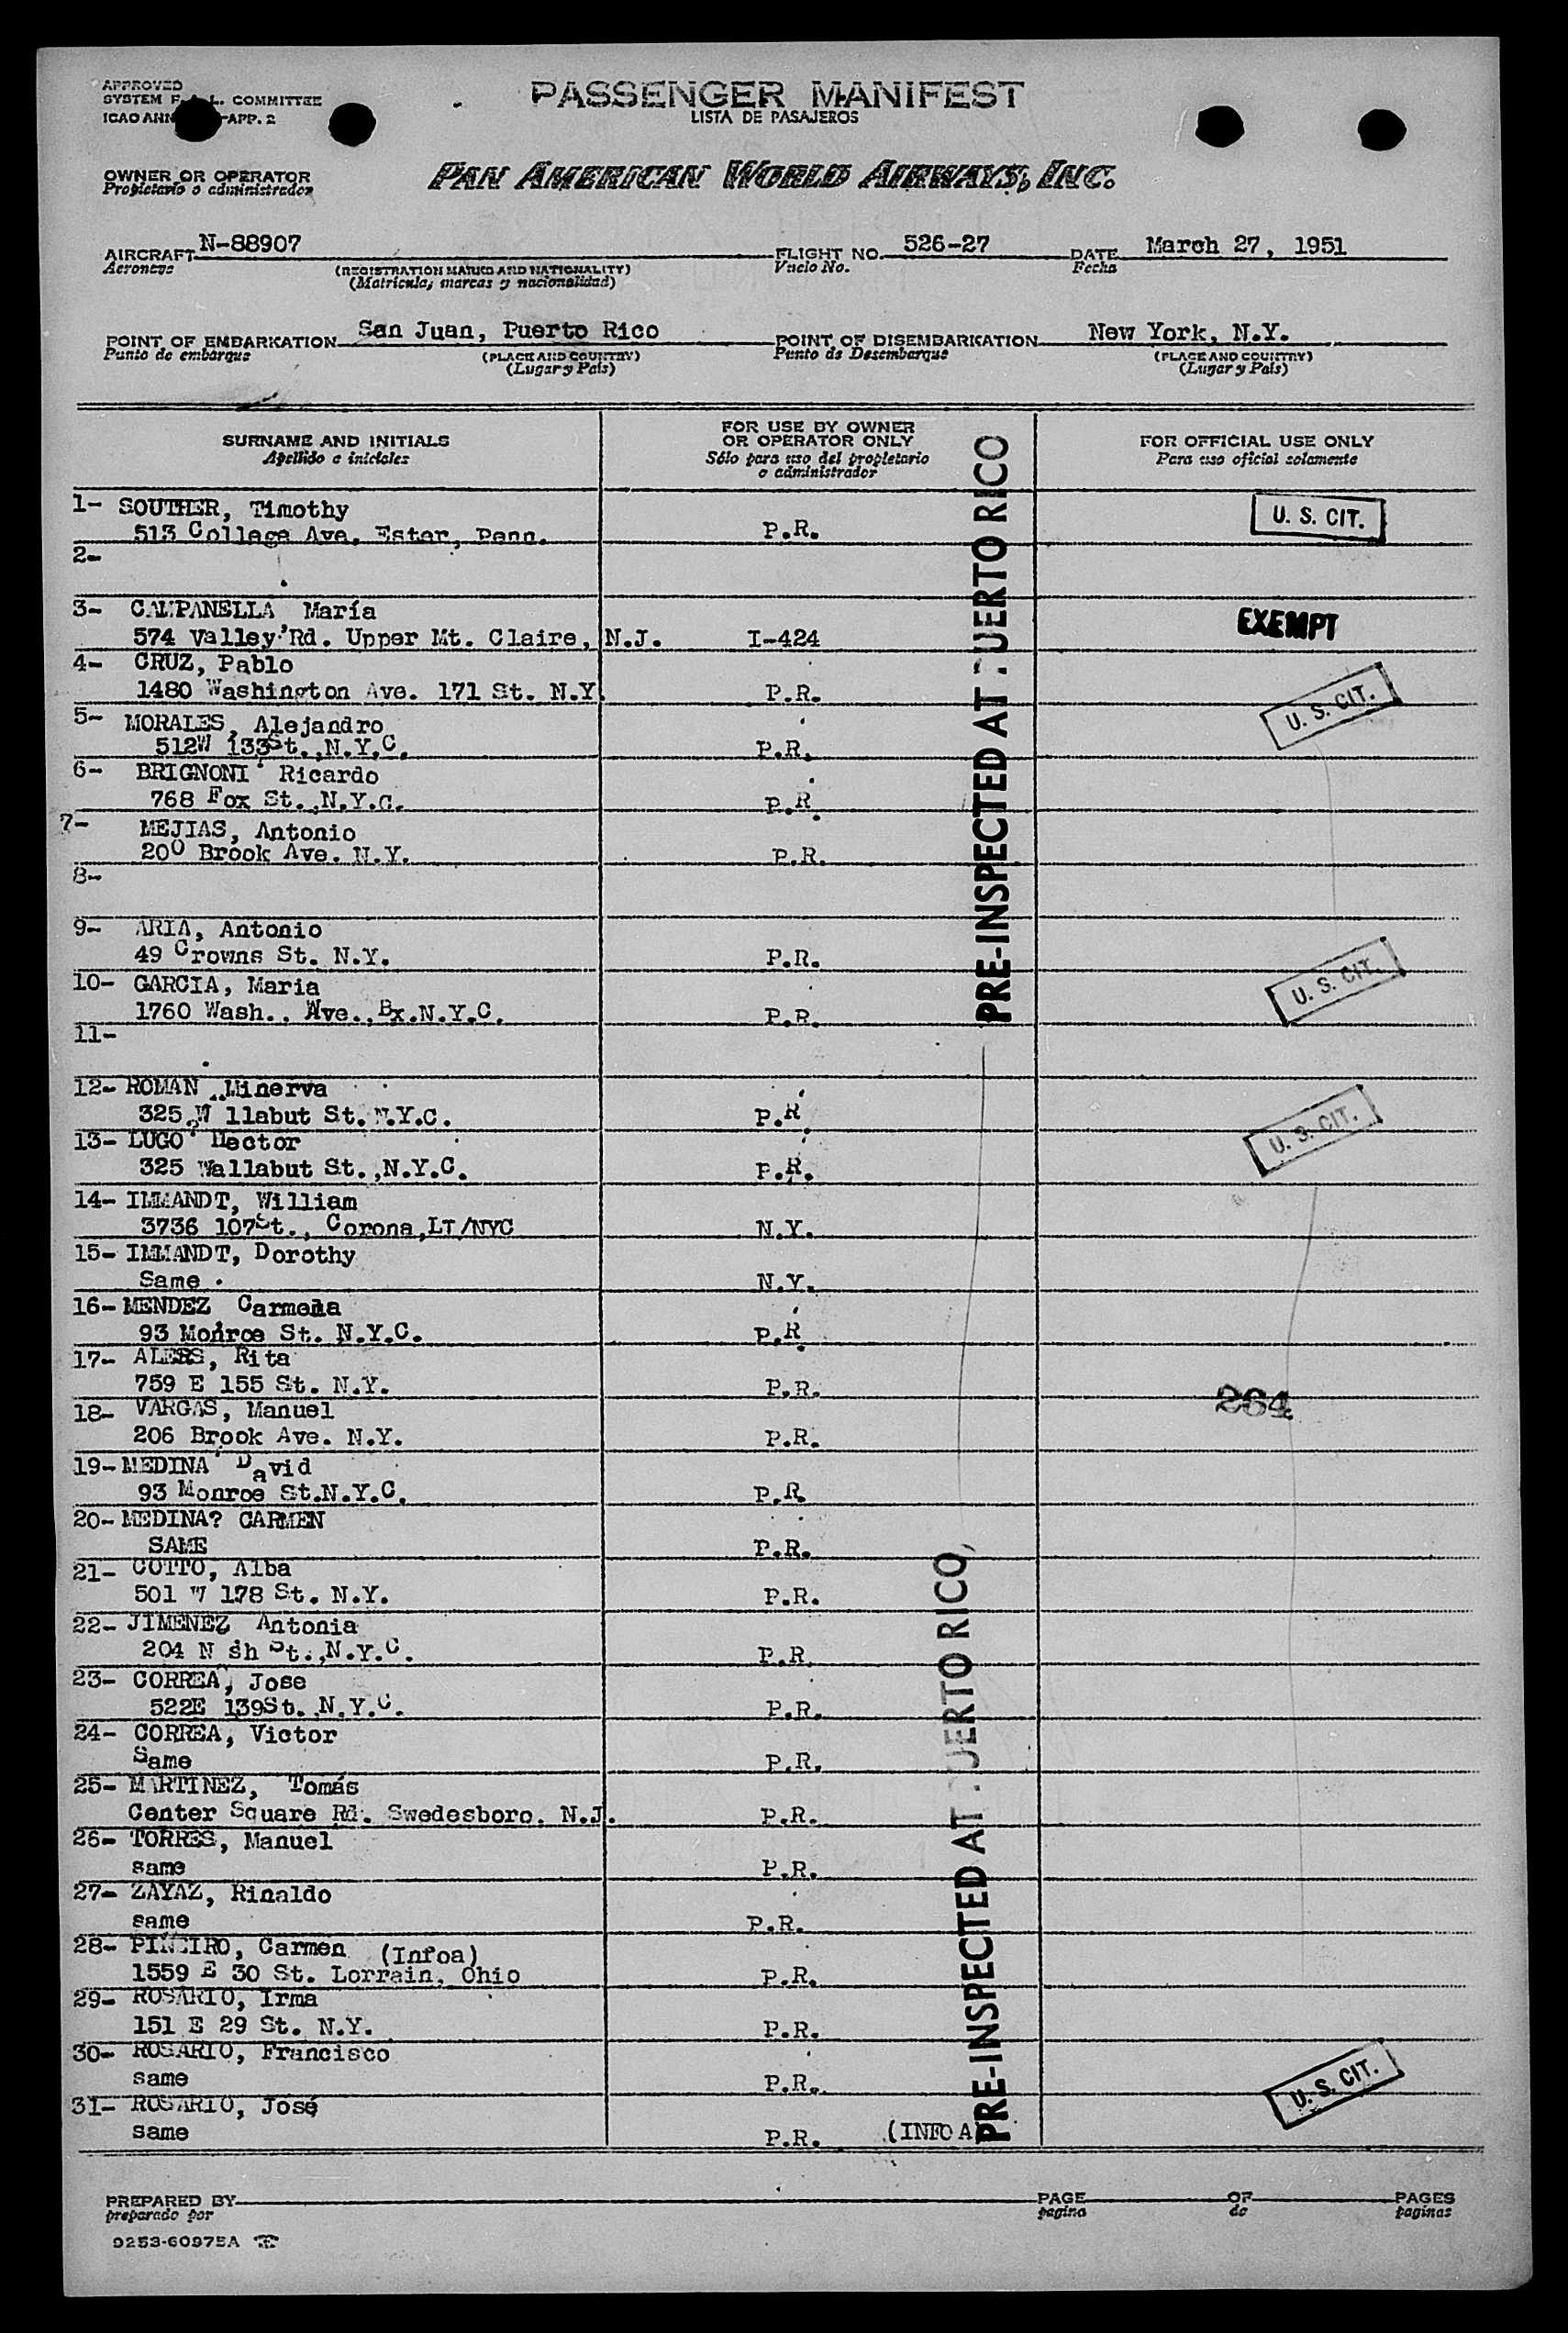 APPROVED
SYSTEM F.A.L. COMMITTEE
ICAO ANN APP. 2
PASSENGER MANIFEST
LISTA DE PASAJEROS
OWNER OR OPERATOR
Propietario o administrador
PAN AMERICAN WORLD AIRWAYS, INC.
AIRCRAFT N-88907 FLIGHT NO. 526-27 DATE March 27, 1951
Aeronave (REGISTRATION MARKS AND NATIONALITY) Vuelo No. Fecha
(Matricula, marcas y nacionalidad)
POINT OF EMBARKATION San Juan, Puerto Rico POINT OF DISEMBARKATION New York, N.Y.
Punto de embarque (PLACE AND COUNTRY) Punto de Desembarque (PLACE AND COUNTRY)
(Lugar y País) (Lugar y País)
SURNAME AND INITIALS FOR USE BY OWNER OR OPERATOR ONLY FOR OFFICIAL USE ONLY
Apellido e iniciales Sólo para uso del propietario o administrador Para uso oficial solamente
1- SOUTHER, Timothy U. S. CIT.
513 College Ave. Ester, Penn. P.R.
2-
3- CAMPANELLA María EXEMPT
574 Valley Rd. Upper Mt. Claire, N.J. I-424
4- CRUZ, Pablo
1480 Washington Ave. 171 St. N.Y. P.R. U. S. CIT.
5- MORALES, Alejandro
512W 133St.,N.Y.C. P.R.
6- BRIGNONI Ricardo
768 Fox St.,N.Y.C. P.R.
7- MEJIAS, Antonio
200 Brook Ave. N.Y. P.R.
8-
PRE-INSPECTED AT PUERTO RICO
9- ARIA, Antonio
49 Crowns St. N.Y. P.R.
10- GARCIA, Maria U. S. CIT.
1760 Wash.. Ave.,Bx.N.Y.C. P.R.
11-
12- ROMAN Minerva
325 W llabut St. N.Y.C. P.R. U. S. CIT.
13- LUGO Hector
325 Wallabut St.,N.Y.C. P.R.
14- IMMANDT, William
3736 107St., Corona,LI/NYC N.Y.
15- IMMANDT, Dorothy
Same N.Y.
16- MENDEZ Carmela
93 Monroe St. N.Y.C. P.R.
17- ALERS, Rita
759 E 155 St. N.Y. P.R.
18- VARGAS, Manuel 264
206 Brook Ave. N.Y. P.R.
19- MEDINA David
93 Monroe St.N.Y.C. P.R.
20- MEDINA? CARMEN
SAME P.R.
21- COTTO, Alba
501 W 178 St. N.Y. P.R.
22- JIMENEZ Antonia
204 N sh St.,N.Y.C. P.R.
23- CORREA, Jose
522E 139St. N.Y.C. P.R.
24- CORREA, Victor
Same P.R.
25- MARTINEZ, Tomás
Center Square Rd. Swedesboro. N.J. P.R.
26- TORRES, Manuel
same P.R.
27- ZAYAZ, Rinaldo
same P.R.
28- PIÑEIRO, Carmen (Infoa)
1559 E 30 St. Lorrain, Ohio P.R.
29- ROSARIO, Irma
151 E 29 St. N.Y. P.R.
30- ROSARIO, Francisco
same P.R. U. S. CIT.
31- ROSARIO, José
same P.R. (INFOA)
PRE-INSPECTED AT PUERTO RICO
PREPARED BY PAGE OF PAGES
preparado por pagina de paginas
9253-60975A